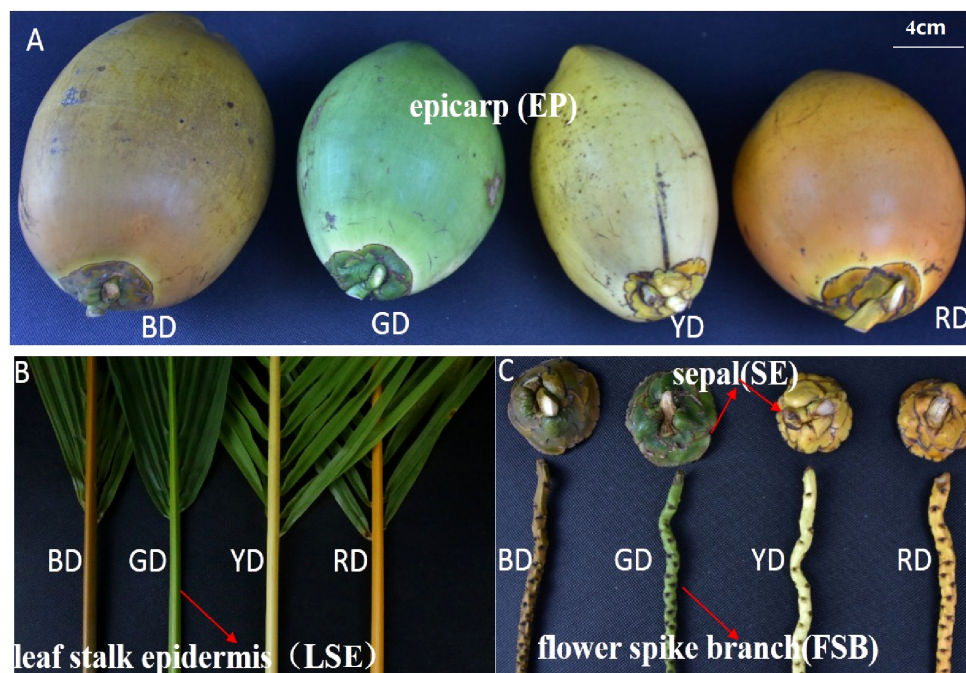 A
4cm
epicarp (EP)
BD
GD
YD
RD
B
BD
GD
YD
RD
leaf stalk epidermis（LSE）
C
sepal(SE)
BD
GD
YD
RD
flower spike branch(FSB)